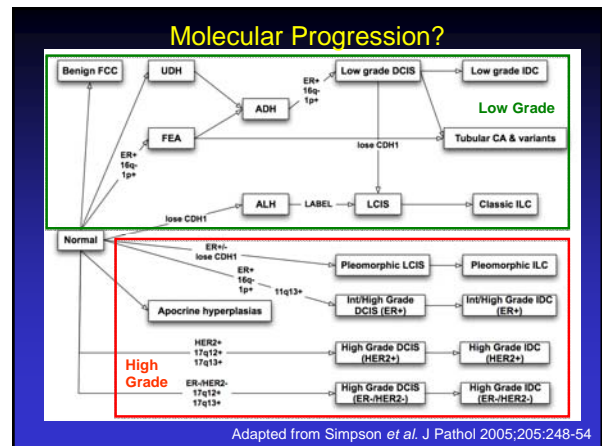 Molecular Progression?
Benign FCC
UDH
Low grade DCIS
Low grade IDC
ER+
16q-
1p+
Low Grade
ADH
FEA
Tubular CA & variants
ER+
16q-
1p+
lose CDH1
ALH
LABEL
LCIS
Classic ILC
lose CDH1
Normal
ER+/-
lose CDH1
Pleomorphic LCIS
Pleomorphic ILC
ER+
16q-
1p+
11q13+
Apocrine hyperplasias
Int/High Grade
DCIS (ER+)
Int/High Grade IDC
(ER+)
HER2+
17q12+
17q13+
High Grade DCIS
(HER2+)
High Grade IDC
(HER2+)
High
Grade
ER-/HER2-
17q12+
17q13+
High Grade DCIS
(ER-/HER2-)
High Grade IDC
(ER-/HER2-)
Adapted from Simpson et al. J Pathol 2005;205:248-54